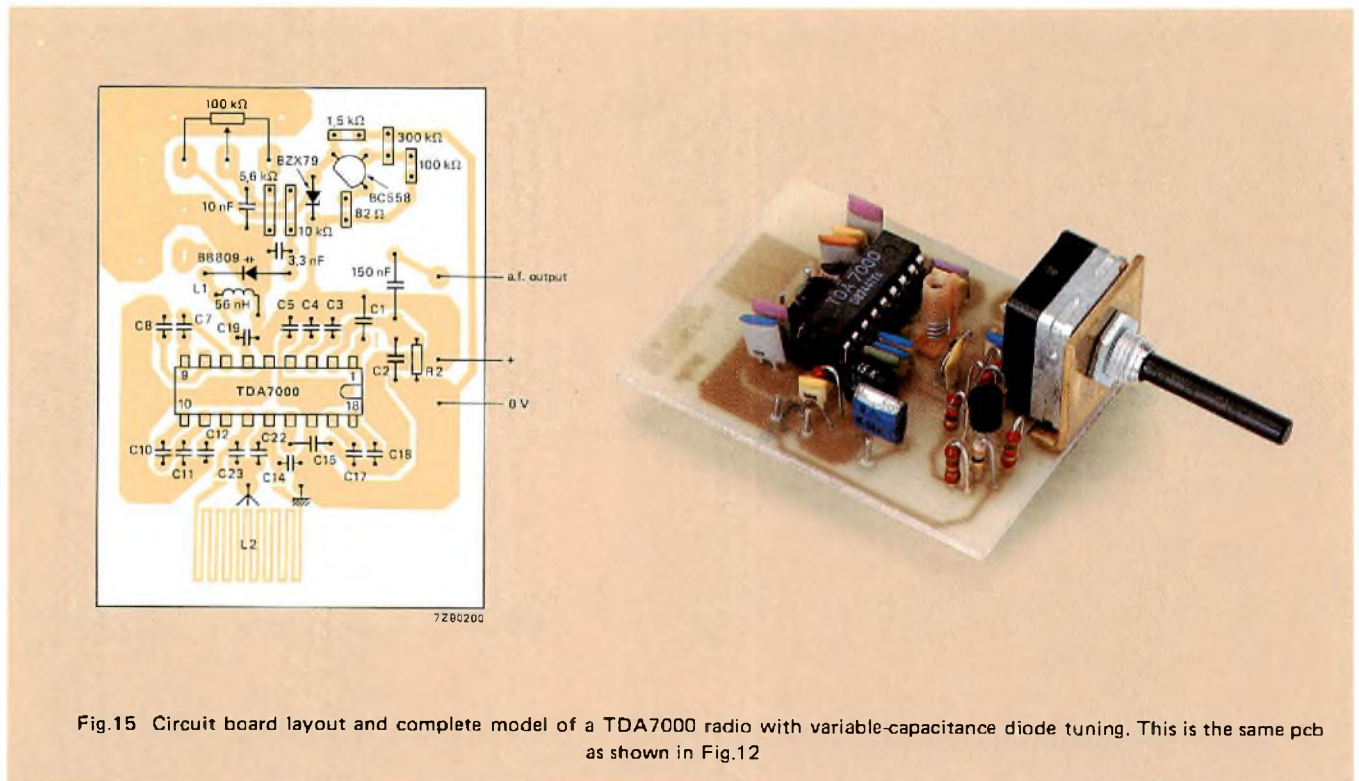 100 kΩ
1,5 kΩ
300 kΩ
BZX79
100 kΩ
5,6 kΩ
BC558
10 nF
82 Ω
10 kΩ
BB809 +
3,3 nF
150 nF
a.f. output
L1
56 nH
C5 C4 C3 C1
C8 C7
C19
+
C2 R2
9 1
TDA7000
10 18
0 V
C12 C22
C10 C15 C18
C11 C23 C14 C17
L2
7Z90200
TDA7000
Fig.15 Circuit board layout and complete model of a TDA7000 radio with variable-capacitance diode tuning. This is the same pcb
as shown in Fig.12